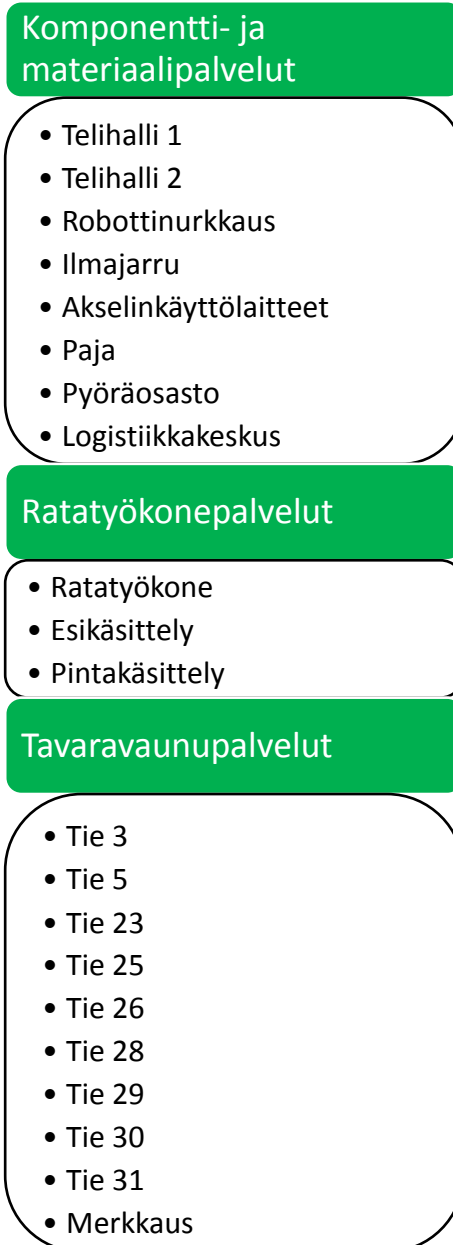 Komponentti- ja
materiaalipalvelut
• Telihalli 1
• Telihalli 2
• Robottinurkkaus
• Ilmajarru
• Akselinkäyttölaitteet
• Paja
• Pyöräosasto
• Logistiikkakeskus
Ratatyökonepalvelut
• Ratatyökone
• Esikäsittely
• Pintakäsittely
Tavaravaunupalvelut
• Tie 3
• Tie 5
• Tie 23
• Tie 25
• Tie 26
• Tie 28
• Tie 29
• Tie 30
• Tie 31
• Merkkaus